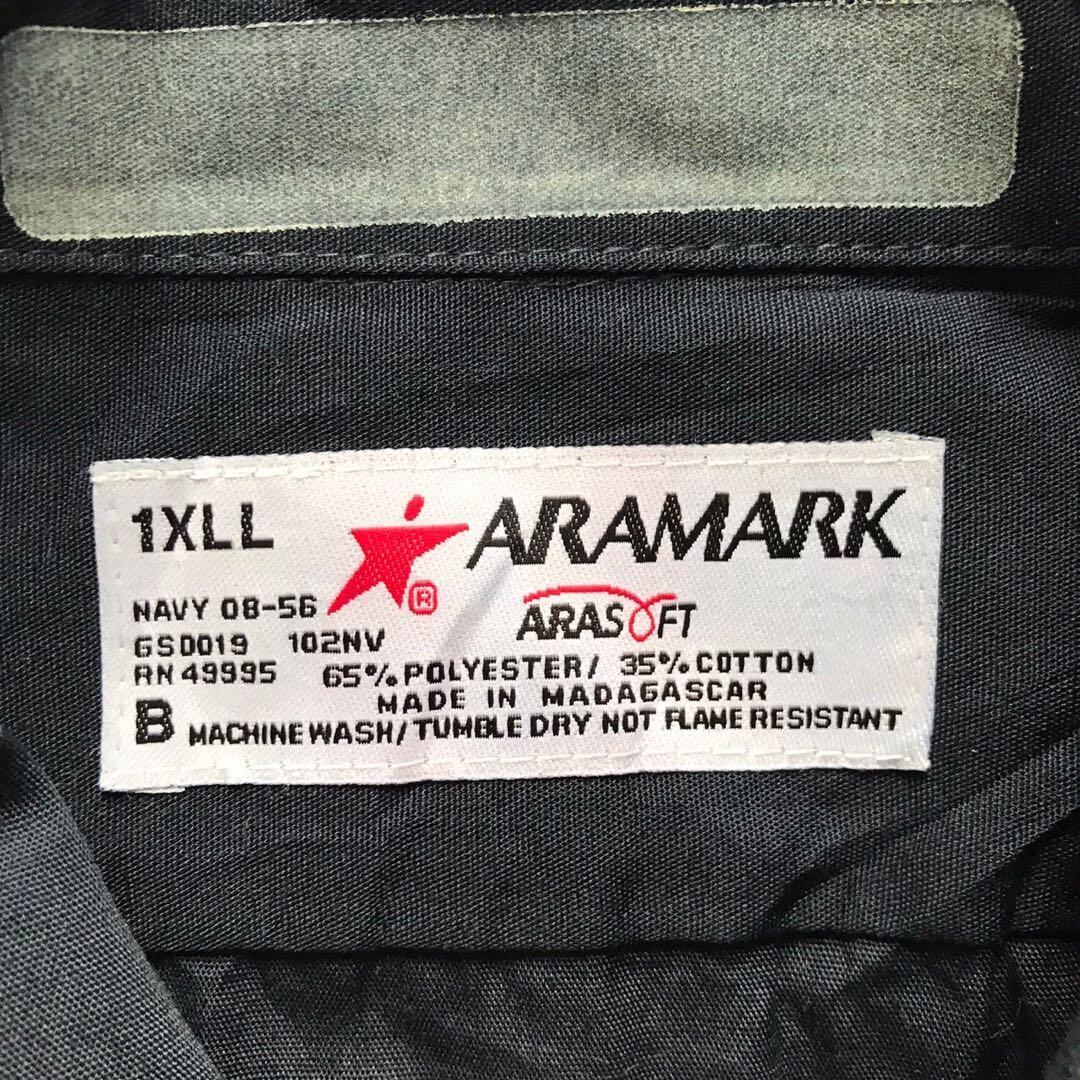 1XLL ARAMARK
®
NAVY 08-56 ARASOFT
GS0019 102NV
RN 49995 65% POLYESTER/ 35% COTTON
MADE IN MADAGASCAR
B MACHINE WASH/TUMBLE DRY NOT FLAME RESISTANT